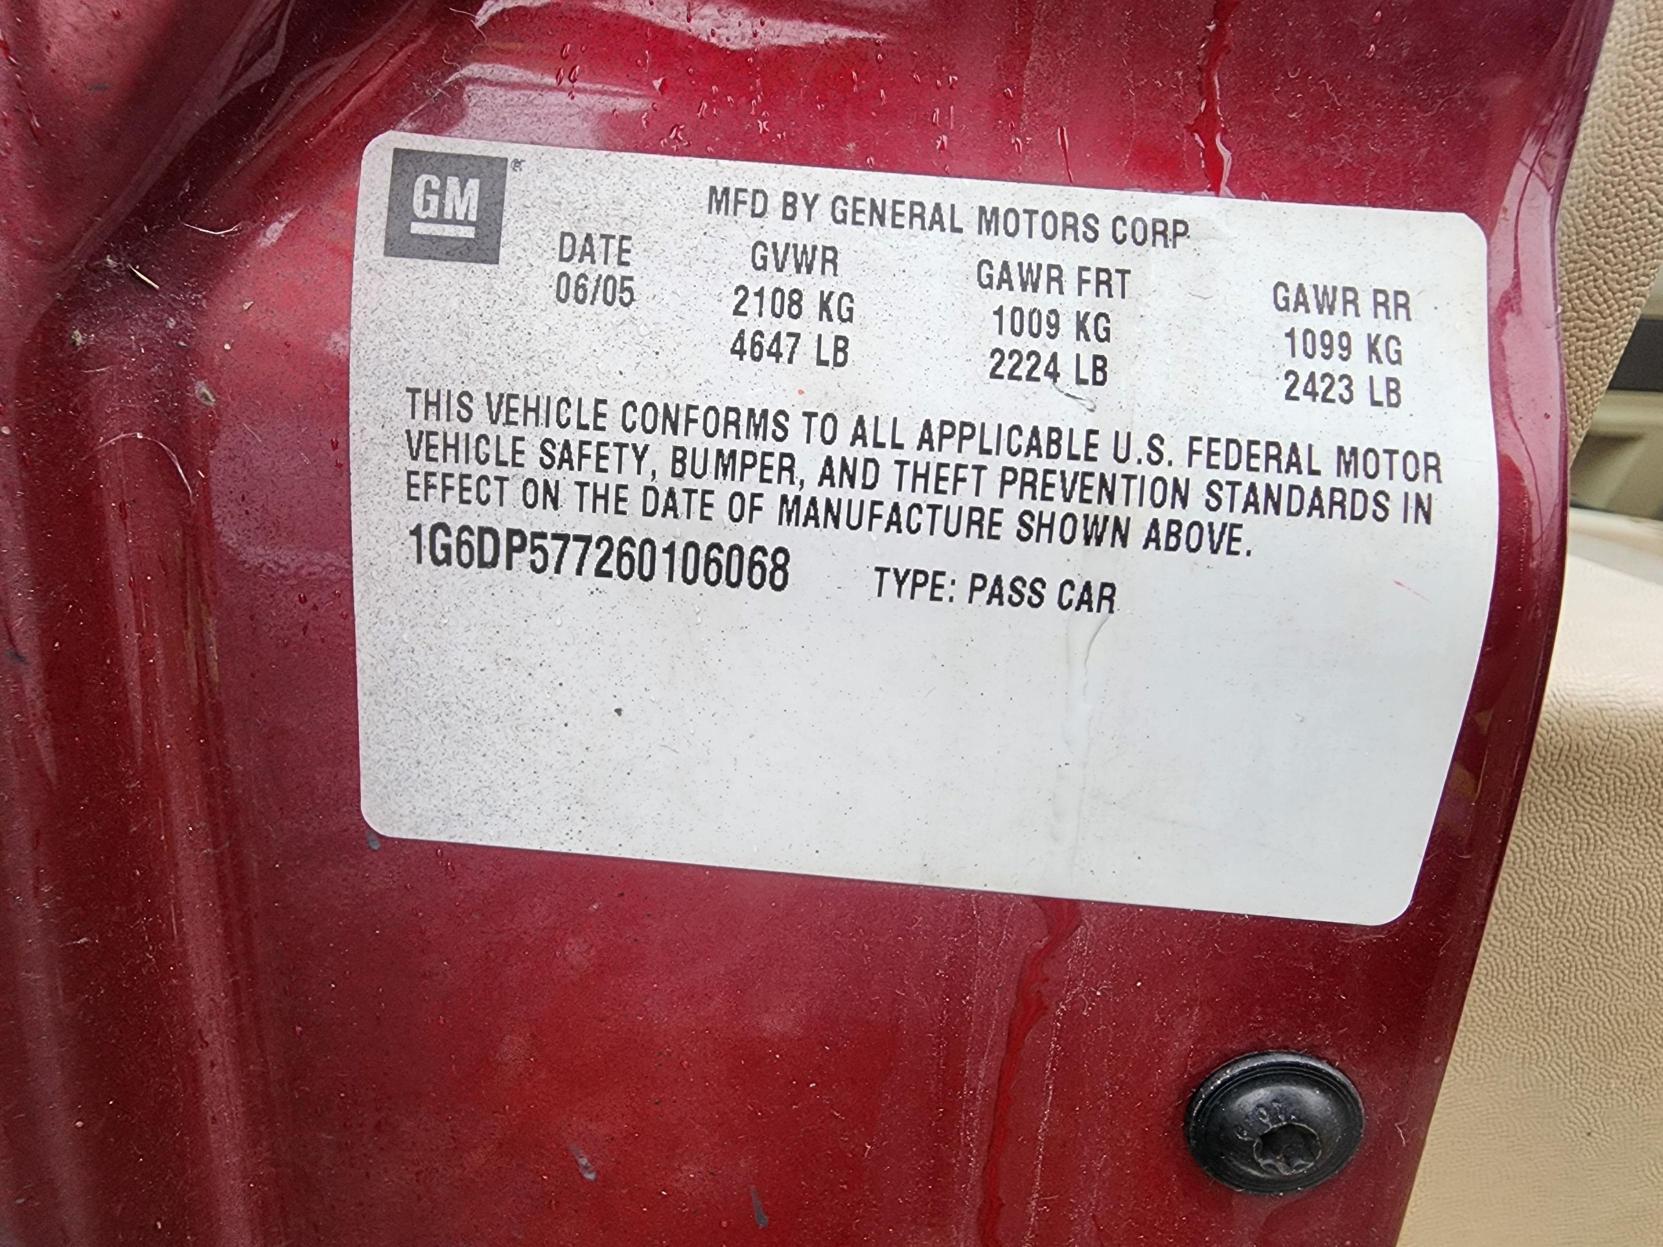 GM
MFD BY GENERAL MOTORS CORP.
DATE GVWR GAWR FRT GAWR RR
06/05 2108 KG 1009 KG 1099 KG
4647 LB 2224 LB 2423 LB
THIS VEHICLE CONFORMS TO ALL APPLICABLE U.S. FEDERAL MOTOR
VEHICLE SAFETY, BUMPER, AND THEFT PREVENTION STANDARDS IN
EFFECT ON THE DATE OF MANUFACTURE SHOWN ABOVE.
1G6DP577260106068 TYPE: PASS CAR